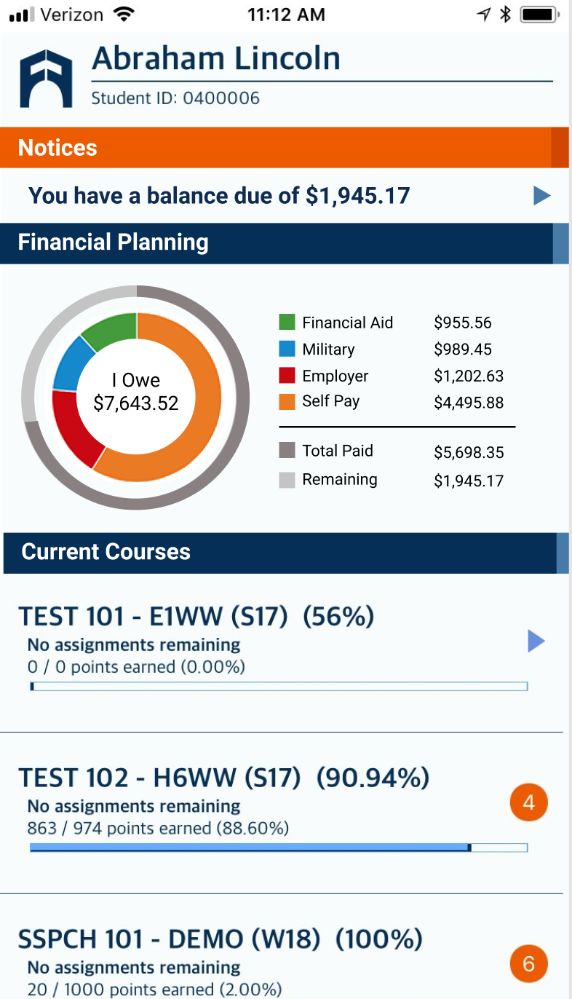 Verizon 11:12 AM
Abraham Lincoln
Student ID: 0400006
Notices
You have a balance due of $1,945.17
Financial Planning
I Owe
$7,643.52
Financial Aid $955.56
Military $989.45
Employer $1,202.63
Self Pay $4,495.88
Total Paid $5,698.35
Remaining $1,945.17
Current Courses
TEST 101 - E1WW (S17) (56%)
No assignments remaining
0 / 0 points earned (0.00%)
TEST 102 - H6WW (S17) (90.94%)
No assignments remaining
863 / 974 points earned (88.60%)
4
SSPCH 101 - DEMO (W18) (100%)
No assignments remaining
20 / 1000 points earned (2.00%)
6